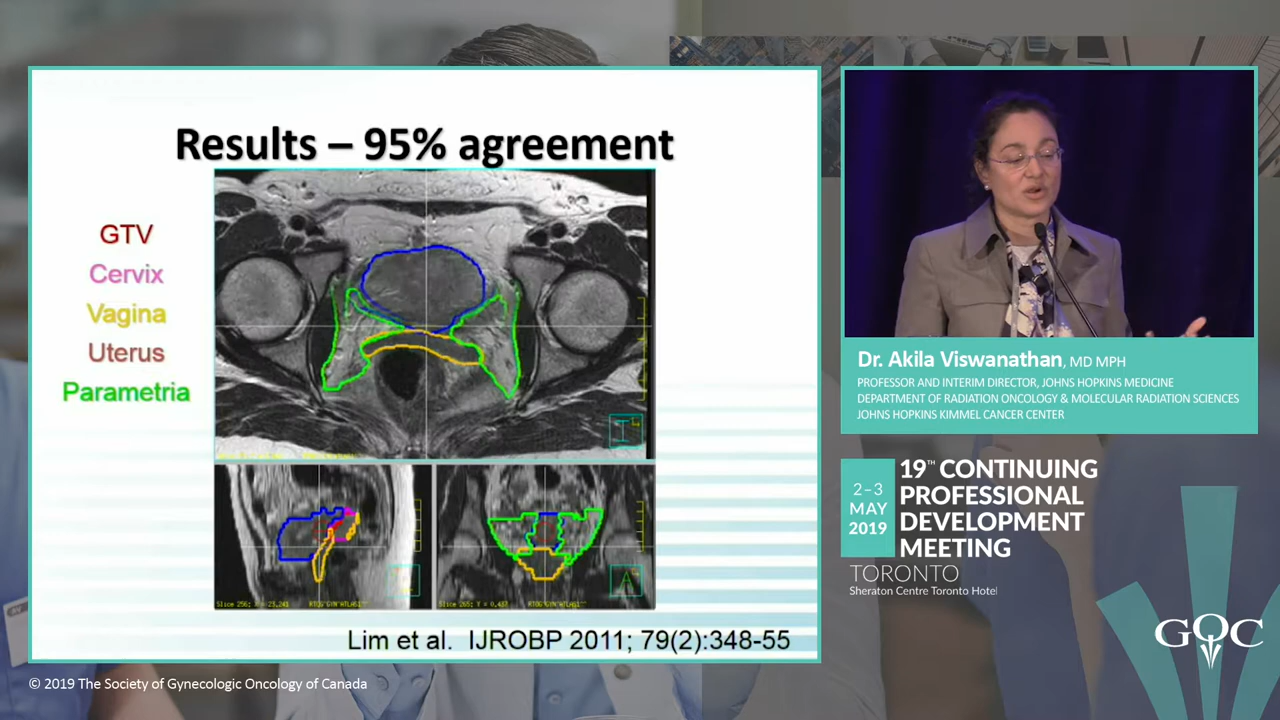 Results – 95% agreement
GTV
Cervix
Vagina
Uterus
Parametria
Lim et al. IJROBP 2011; 79(2):348-55
Dr. Akila Viswanathan, MD MPH
PROFESSOR AND INTERIM DIRECTOR, JOHNS HOPKINS MEDICINE
DEPARTMENT OF RADIATION ONCOLOGY & MOLECULAR RADIATION SCIENCES
JOHNS HOPKINS KIMMEL CANCER CENTER
2–3
MAY
2019
19TH CONTINUING
PROFESSIONAL
DEVELOPMENT
MEETING
TORONTO
Sheraton Centre Toronto Hotel
GOC
© 2019 The Society of Gynecologic Oncology of Canada